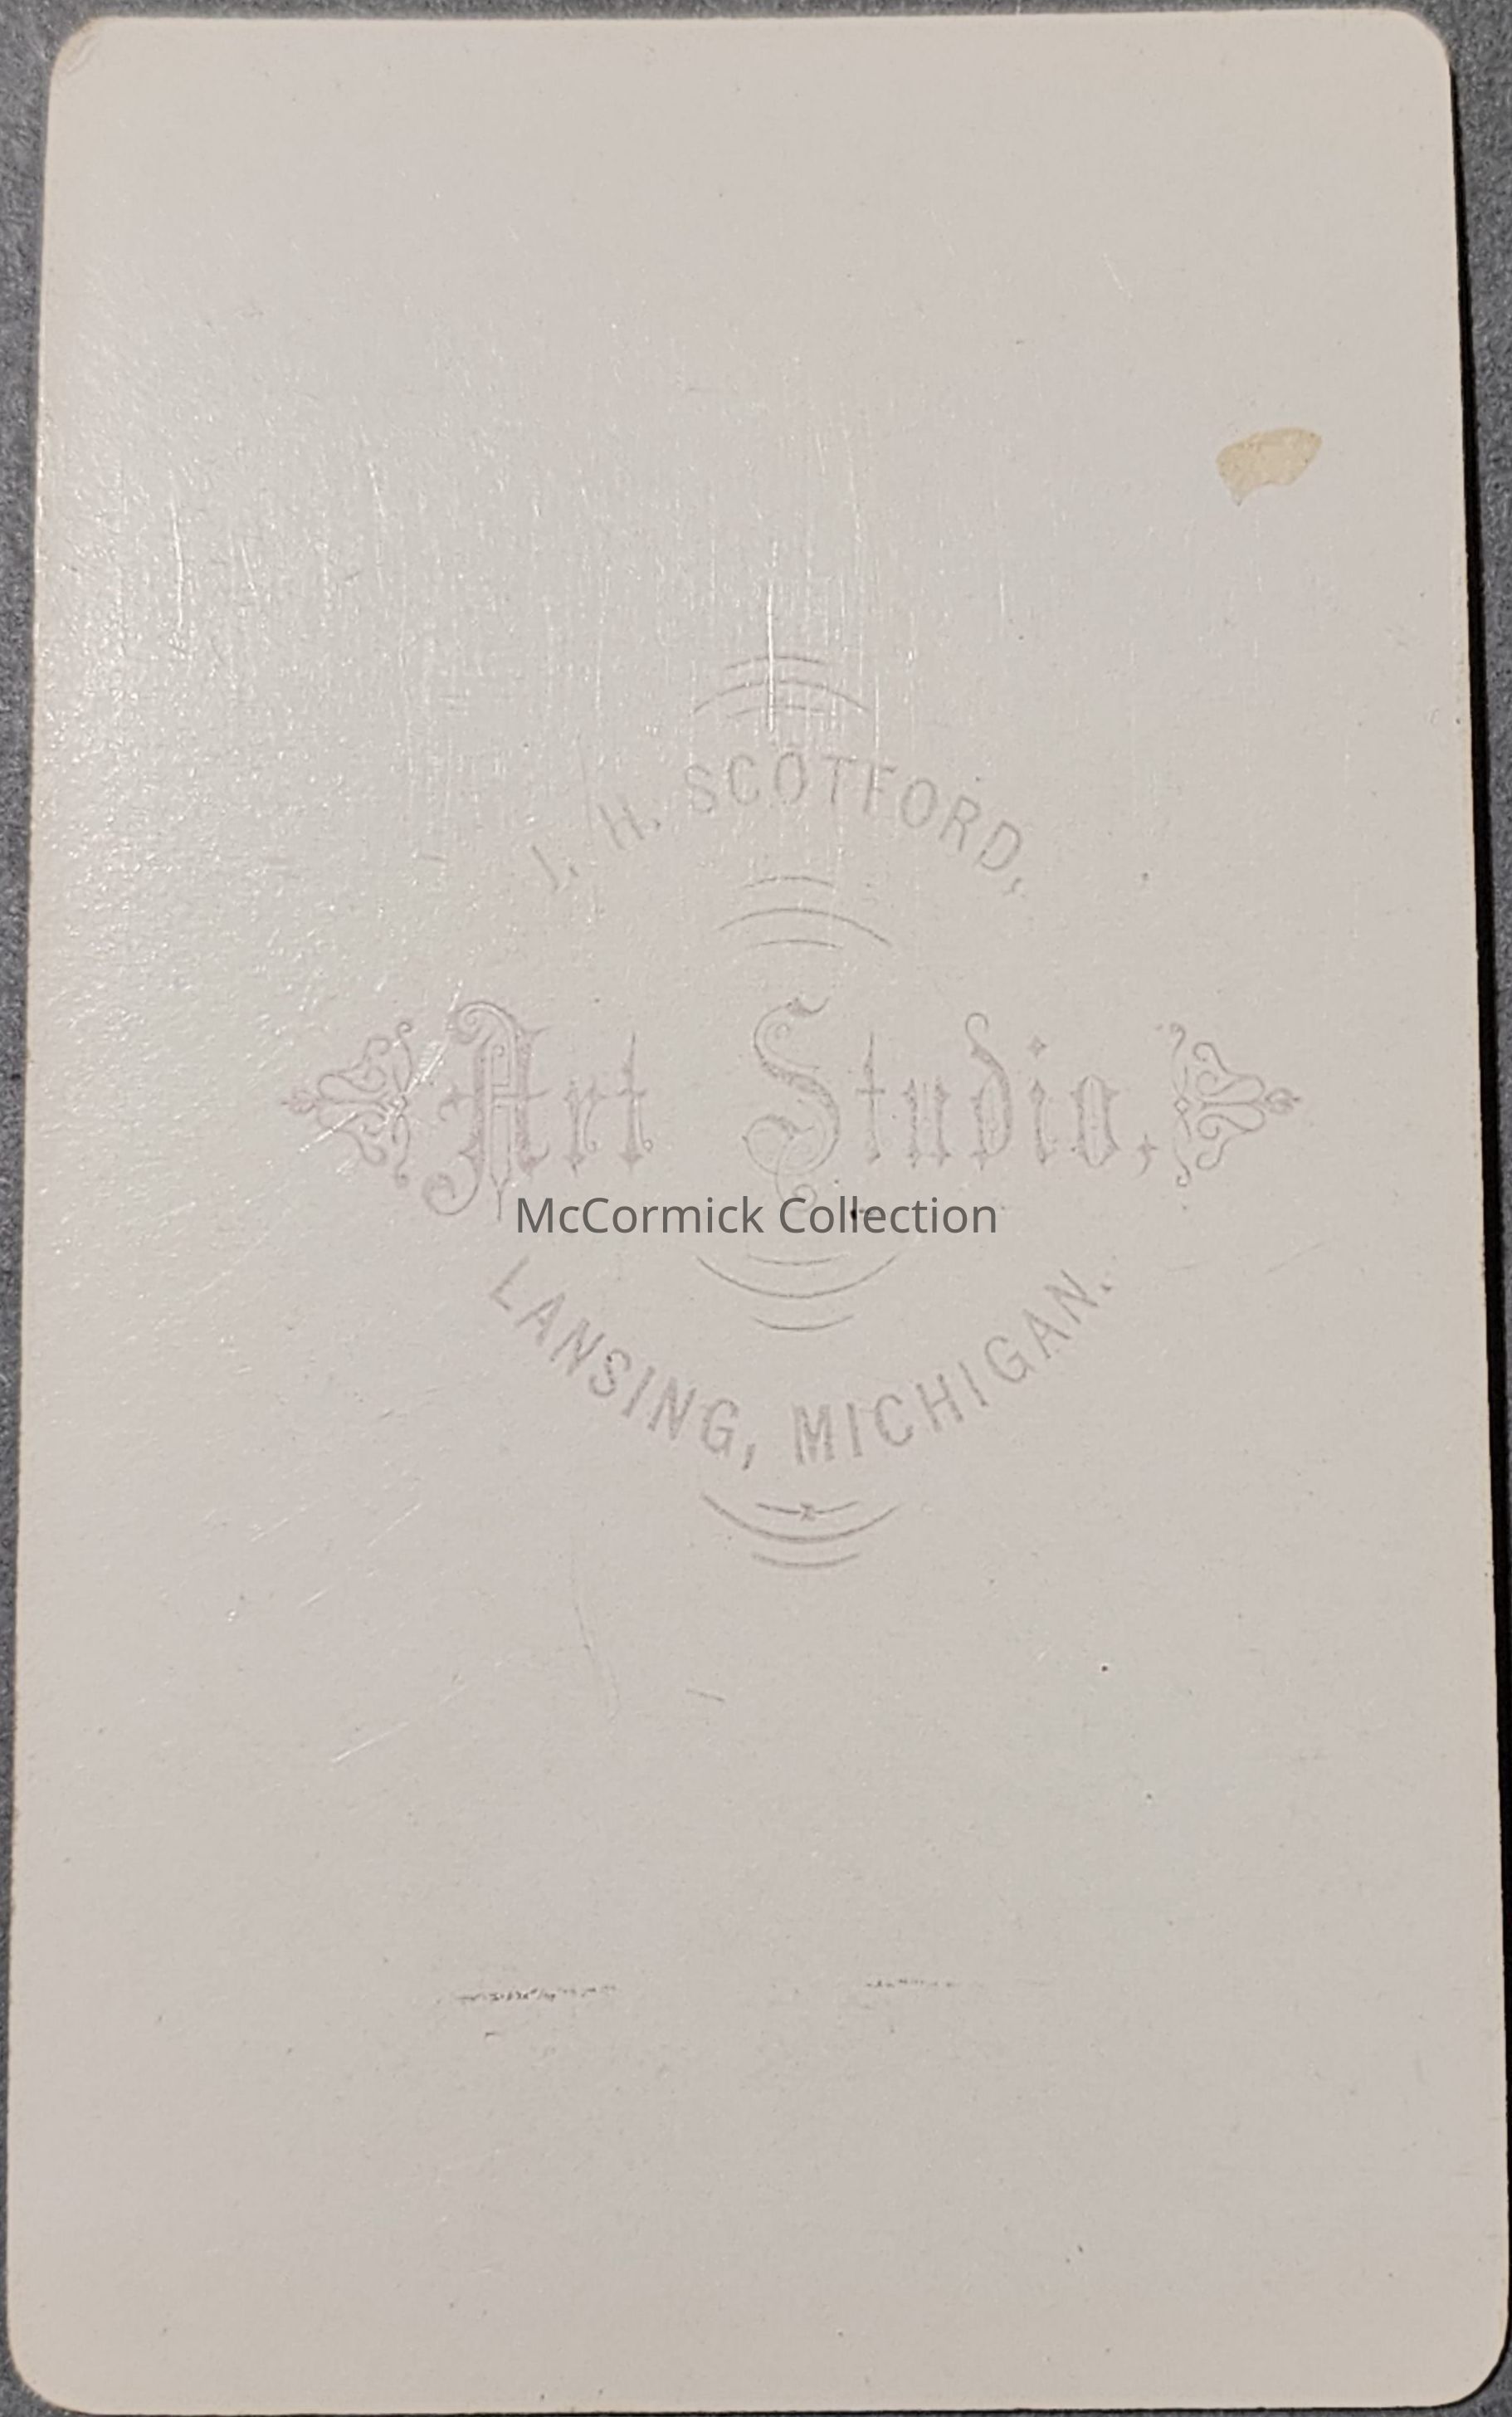 J. H. SCOTFORD,
Art Studio,
McCormick Collection
LANSING, MICHIGAN.